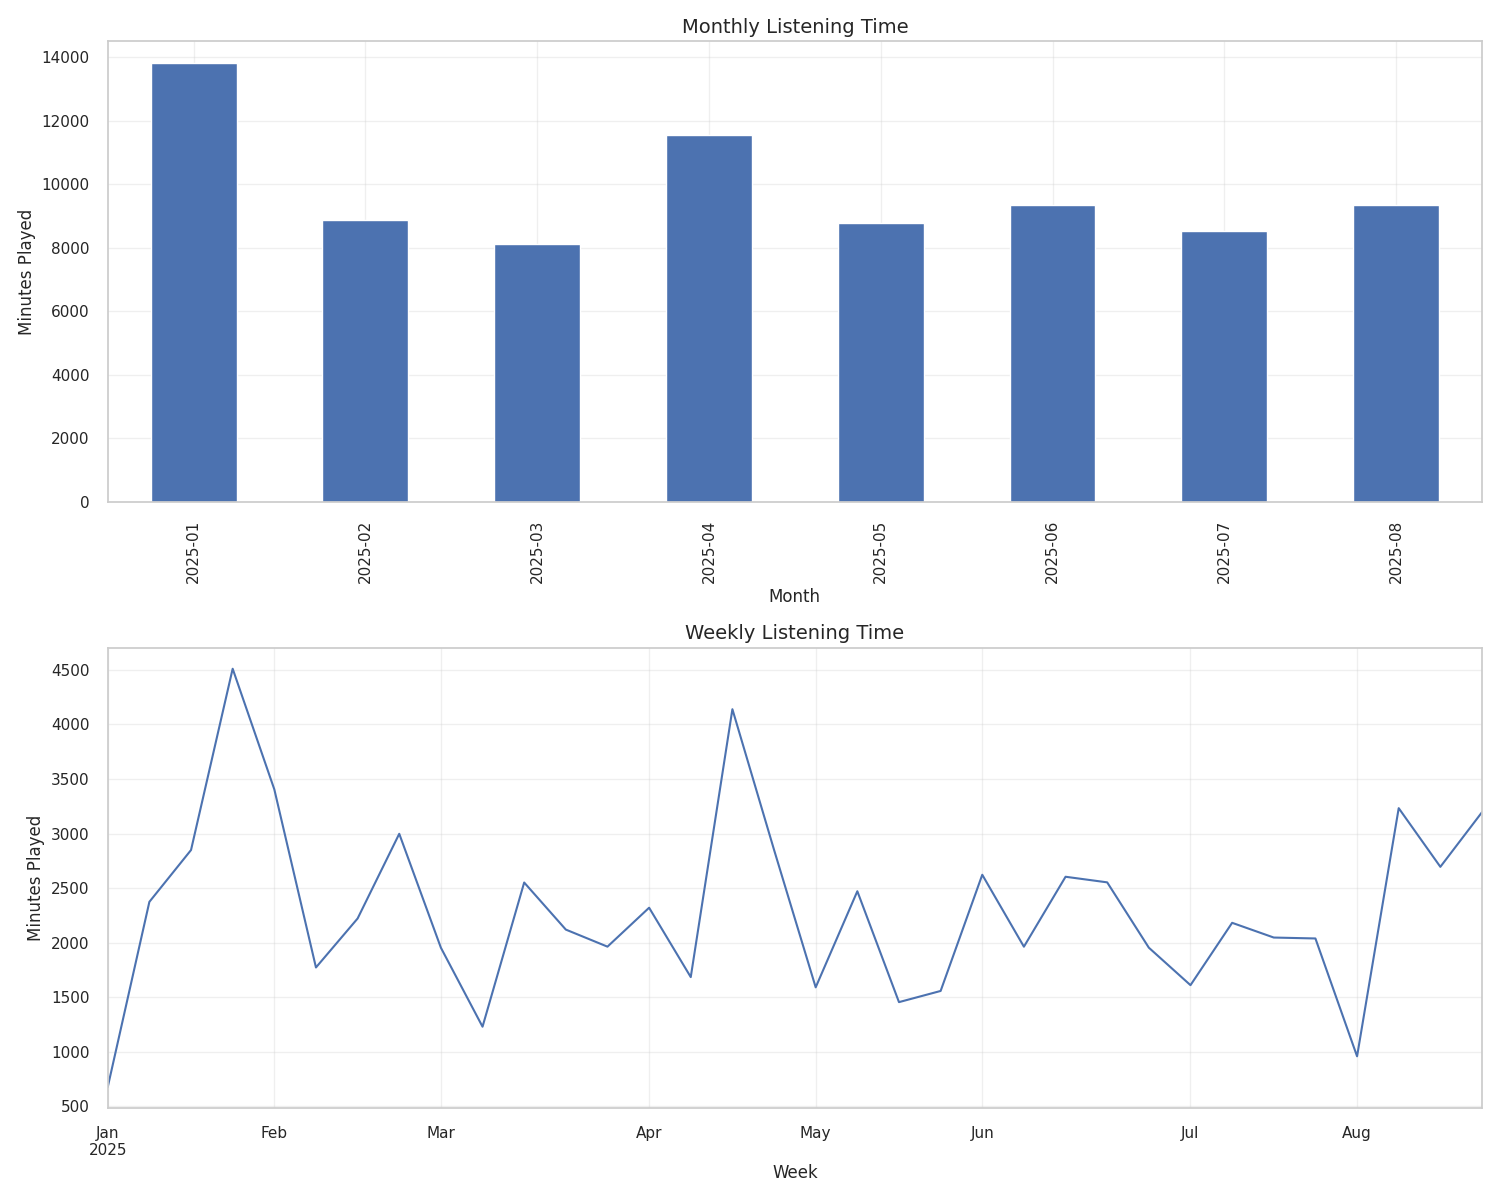 Monthly Listening Time
14000
12000
10000
8000
6000
4000
2000
0
Minutes Played
2025-01
2025-02
2025-03
2025-04
2025-05
2025-06
2025-07
2025-08
Month
Weekly Listening Time
4500
4000
3500
3000
2500
2000
1500
1000
500
Minutes Played
Jan
2025
Feb
Mar
Apr
May
Jun
Jul
Aug
Week